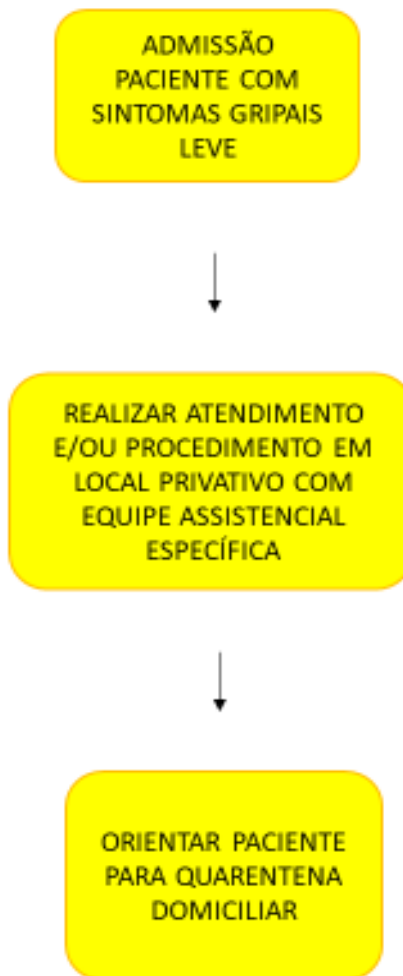 ADMISSÃO
PACIENTE COM
SINTOMAS GRIPAIS
LEVE
REALIZAR ATENDIMENTO
E/OU PROCEDIMENTO EM
LOCAL PRIVATIVO COM
EQUIPE ASSISTENCIAL
ESPECÍFICA
ORIENTAR PACIENTE
PARA QUARENTENA
DOMICILIAR